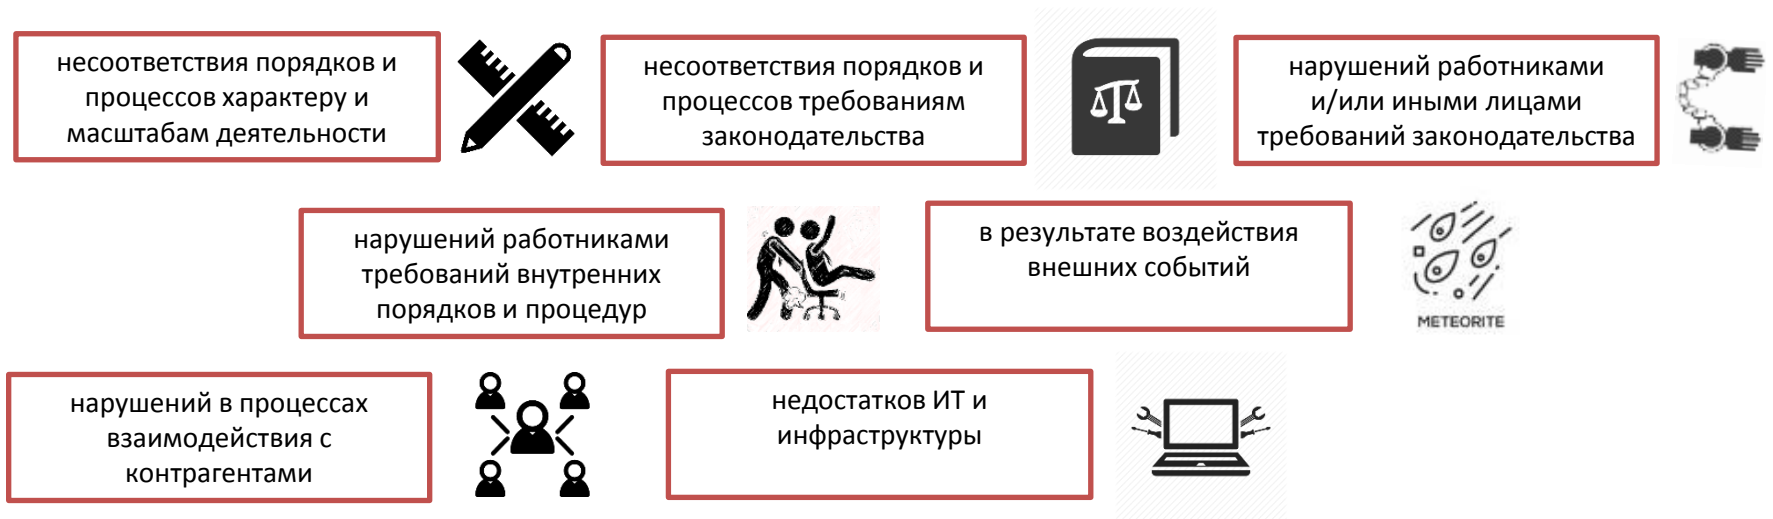 несоответствия порядков и
процессов характеру и
масштабам деятельности
несоответствия порядков и
процессов требованиям
законодательства
нарушений работниками
и/или иными лицами
требований законодательства
нарушений работниками
требований внутренних
порядков и процедур
в результате воздействия
внешних событий
METEORITE
нарушений в процессах
взаимодействия с
контрагентами
недостатков ИТ и
инфраструктуры